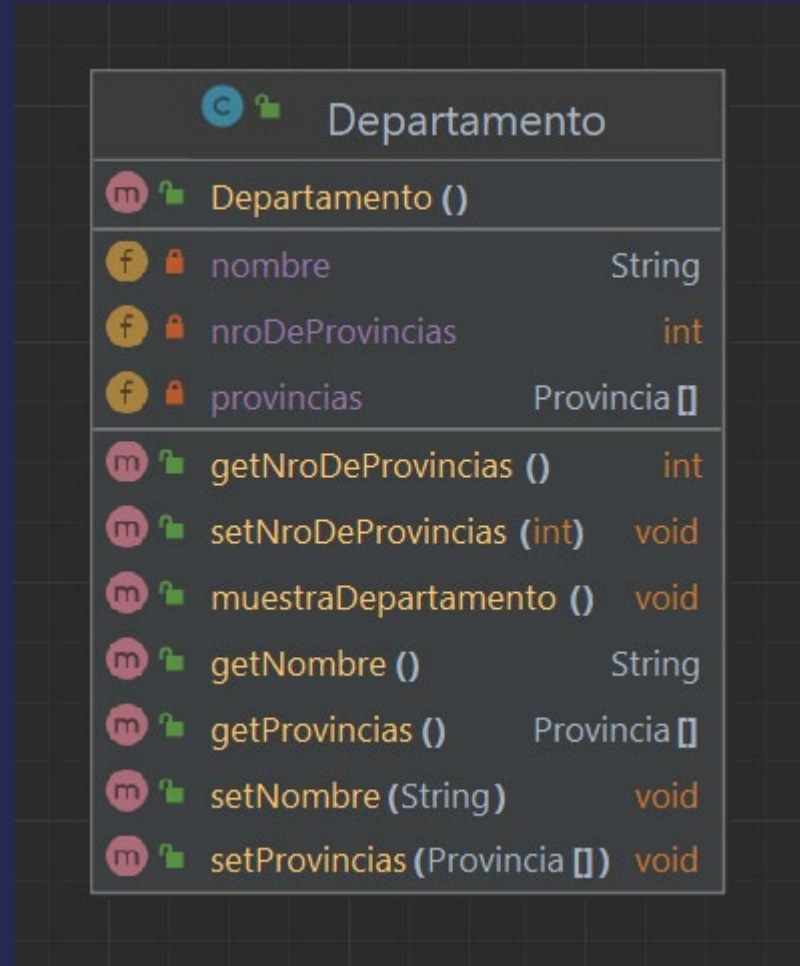 C Departamento
m Departamento ()
f nombre String
f nroDeProvincias int
f provincias Provincia []
m getNroDeProvincias () int
m setNroDeProvincias (int) void
m muestraDepartamento () void
m getNombre () String
m getProvincias () Provincia []
m setNombre (String) void
m setProvincias (Provincia []) void